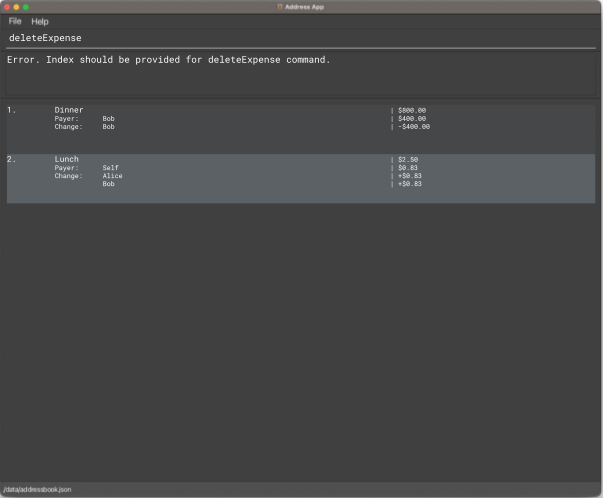 Address App
File Help
deleteExpense
Error. Index should be provided for deleteExpense command.
1. Dinner | $800.00
Payer: Bob | $400.00
Change: Bob | -$400.00
2. Lunch | $2.50
Payer: Self | $0.83
Change: Alice | +$0.83
Bob | +$0.83
./data/addressbook.json